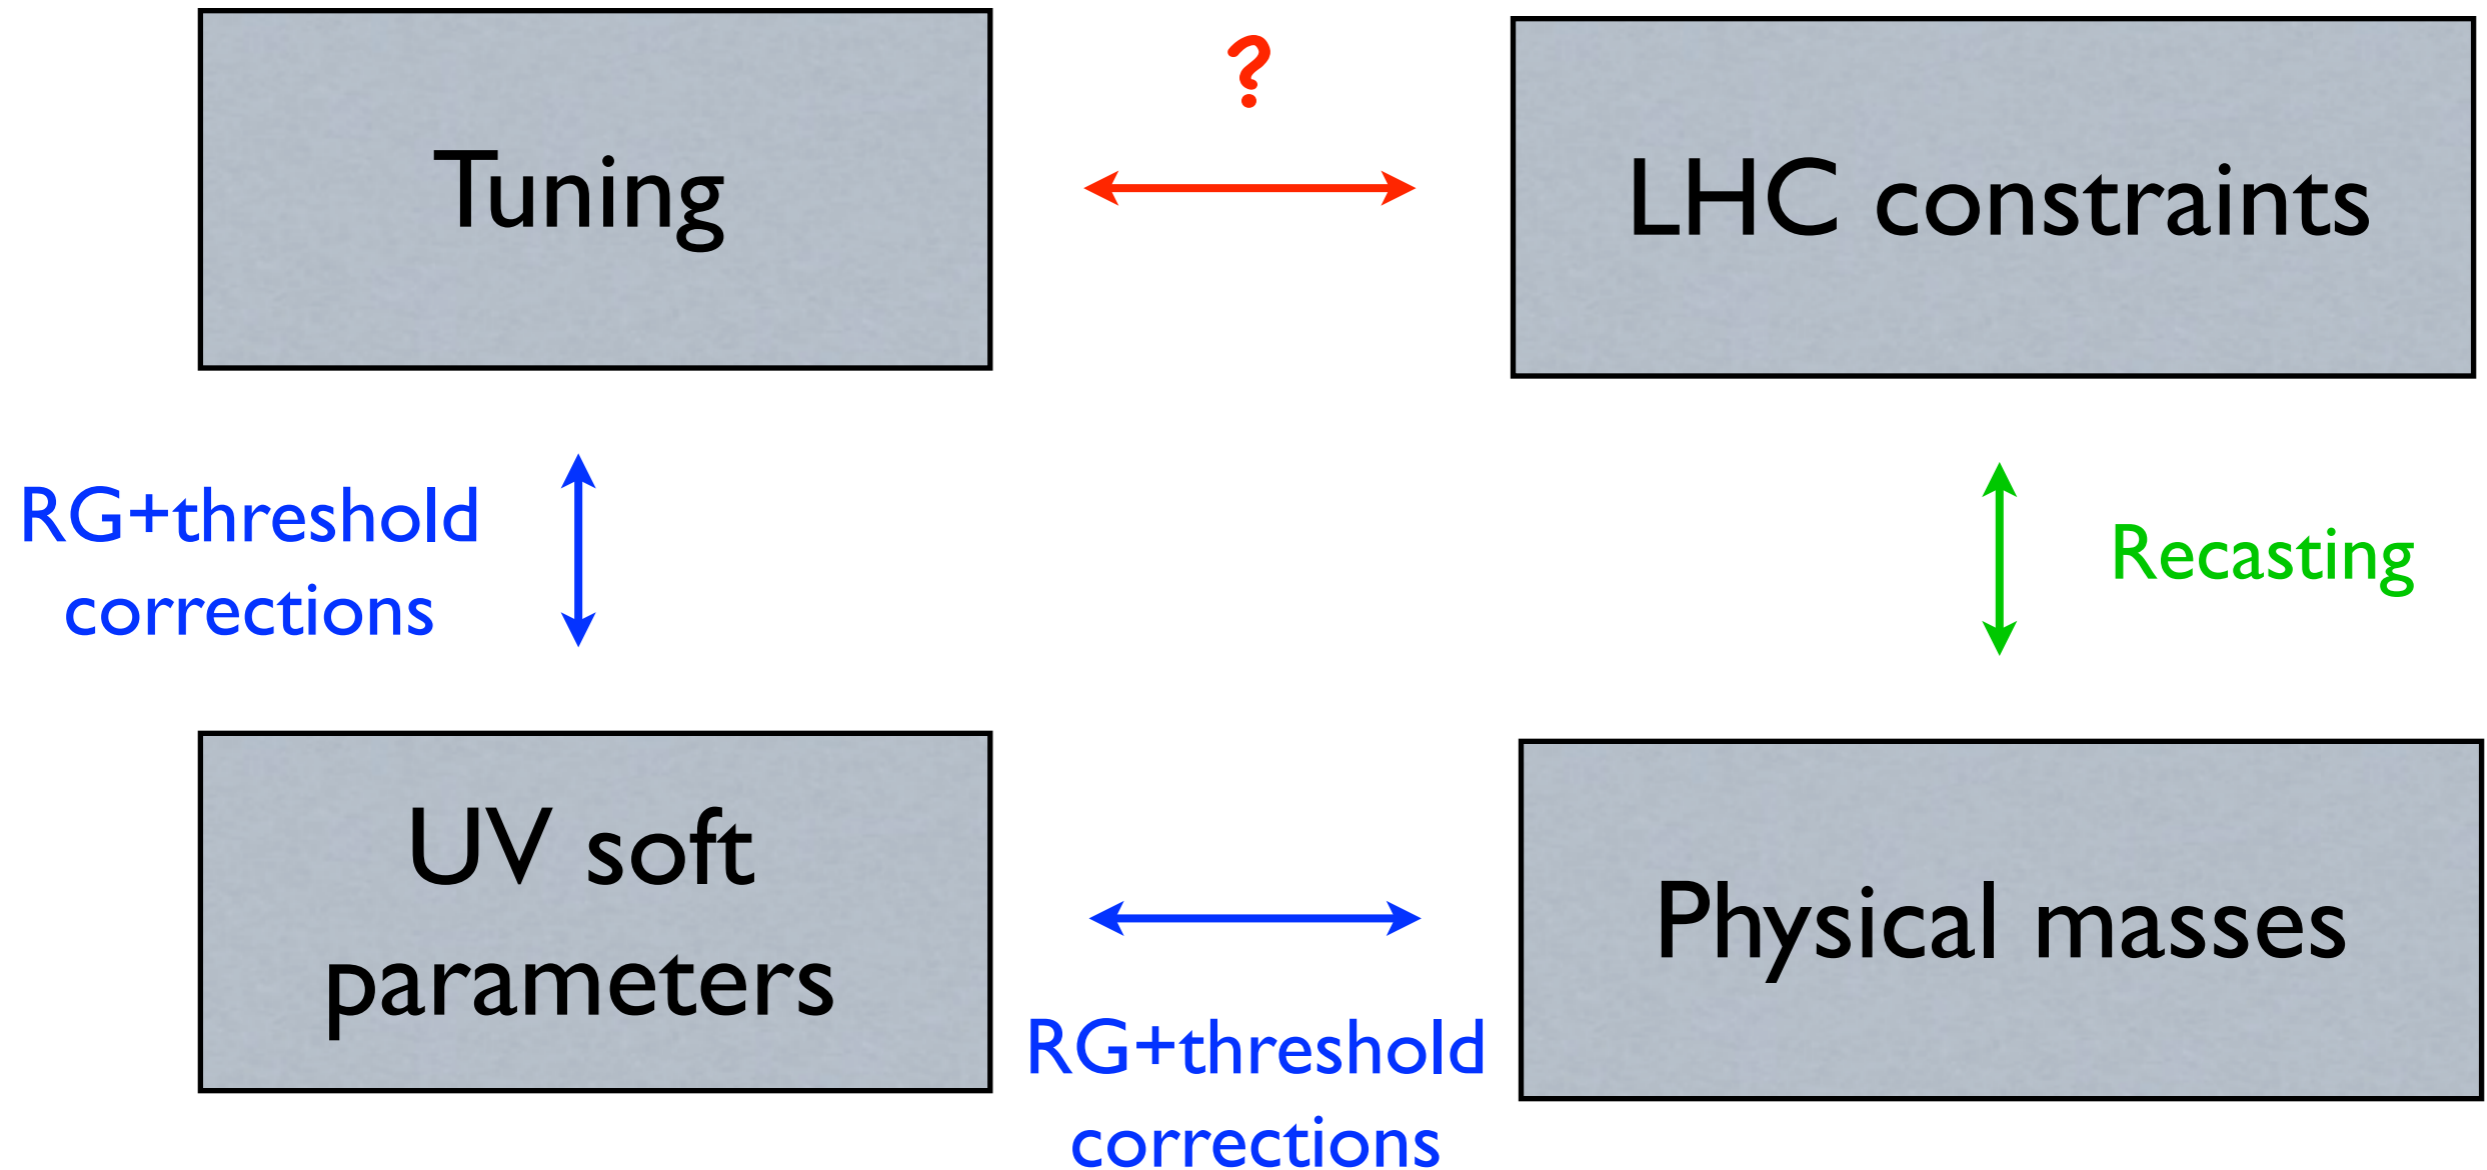 ?
Tuning
LHC constraints
RG+threshold
corrections
Recasting
UV soft
parameters
Physical masses
RG+threshold
corrections